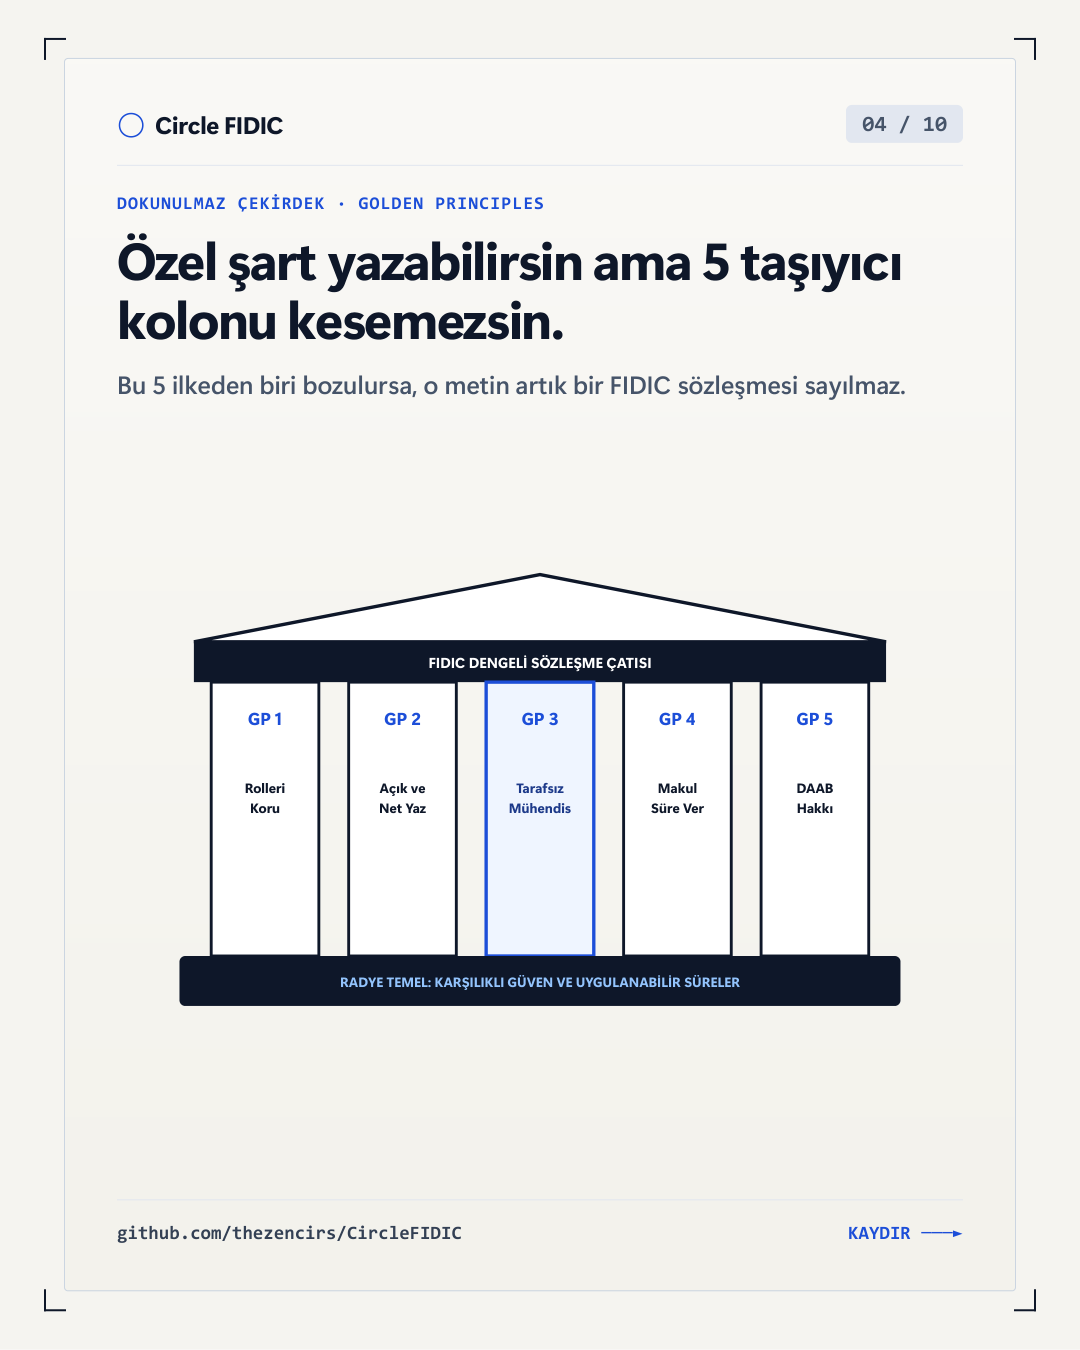 Circle FIDIC
04 / 10
DOKUNULMAZ ÇEKİRDEK · GOLDEN PRINCIPLES
Özel şart yazabilirsin ama 5 taşıyıcı
kolonu kesemezsin.
Bu 5 ilkeden biri bozulursa, o metin artık bir FIDIC sözleşmesi sayılmaz.
FIDIC DENGELİ SÖZLEŞME ÇATISI
GP 1
Rolleri
Koru
GP 2
Açık ve
Net Yaz
GP 3
Tarafsız
Mühendis
GP 4
Makul
Süre Ver
GP 5
DAAB
Hakkı
RADYE TEMEL: KARŞILIKLI GÜVEN VE UYGULANABİLİR SÜRELER
github.com/thezencirs/CircleFIDIC
KAYDIR ──►